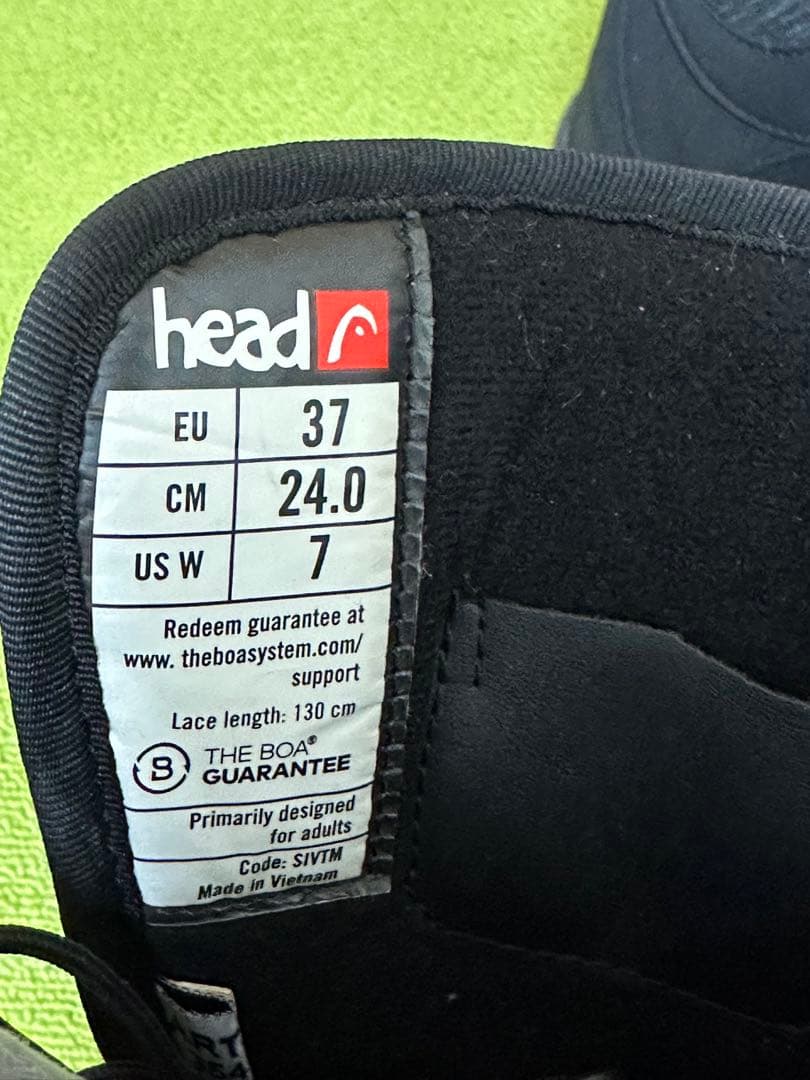 head
EU 37
CM 24.0
US W 7
Redeem guarantee at
www. theboasystem.com/
support
Lace length: 130 cm
B THE BOA®
GUARANTEE
Primarily designed
for adults
Code: SIVTM
Made in Vietnam